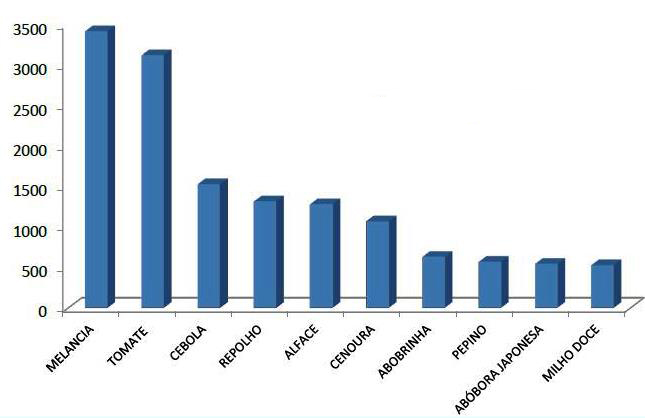 3500
3000
2500
2000
1500
1000
500
0
MELANCIA
TOMATE
CEBOLA
REPOLHO
ALFACE
CENOURA
ABOBRINHA
PEPINO
ABÓBORA JAPONESA
MILHO DOCE